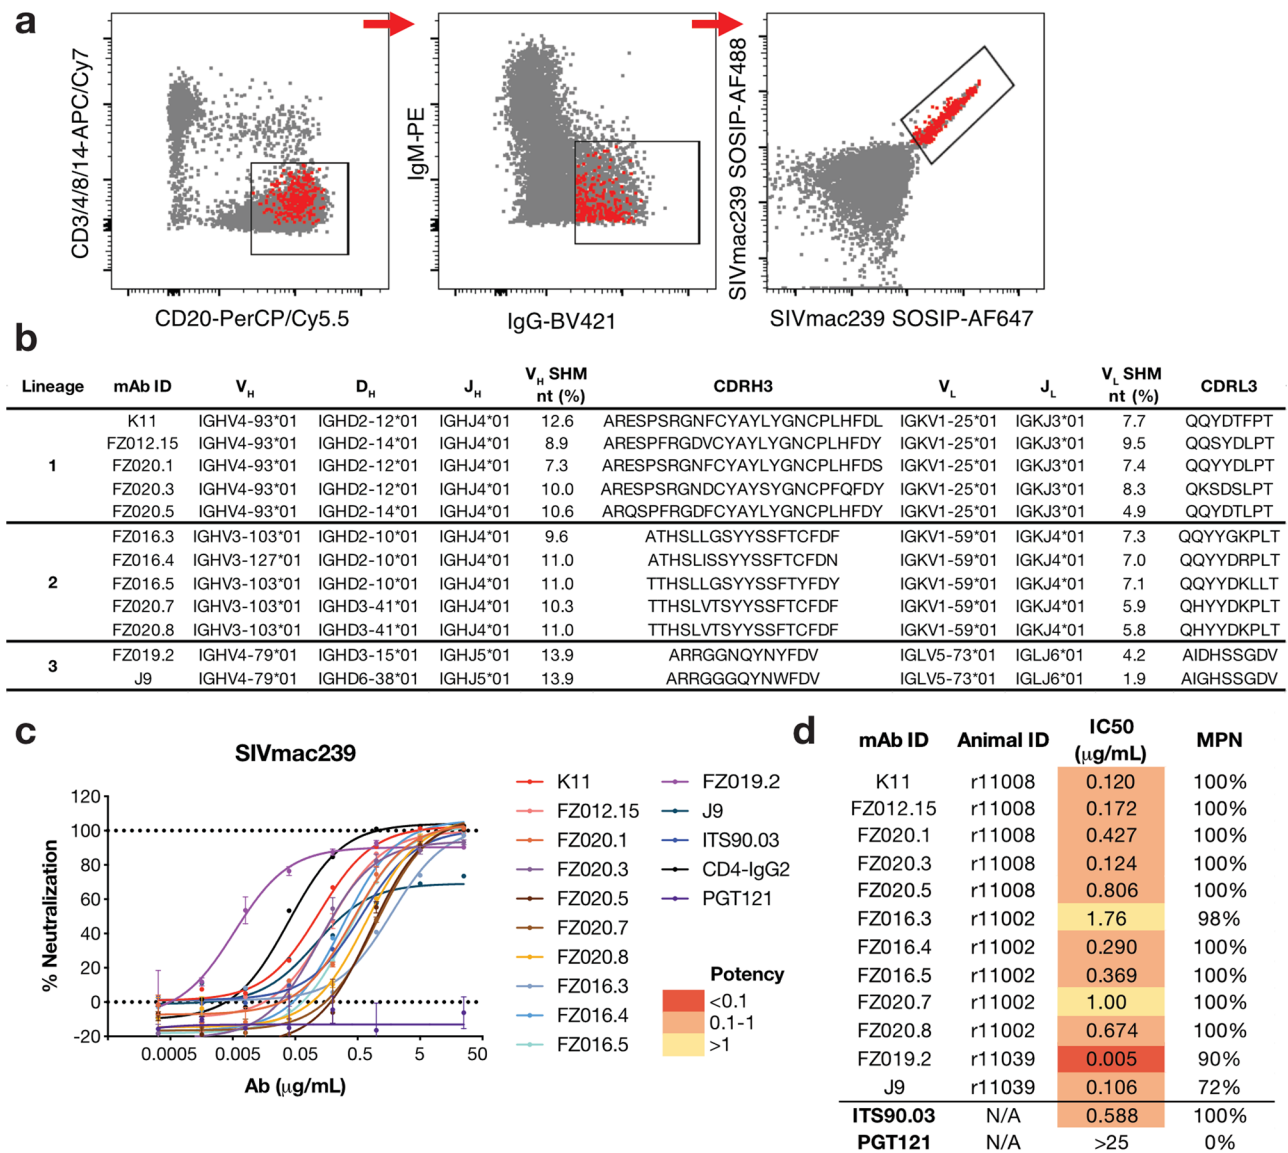 a
CD3/4/8/14-APC/Cy7
CD20-PerCP/Cy5.5
IgM-PE
IgG-BV421
SIVmac239 SOSIP-AF488
SIVmac239 SOSIP-AF647
b
Lineage mAb ID VH DH JH VH SHM nt (%) CDRH3 VL JL VL SHM nt (%) CDRL3
K11 IGHV4-93*01 IGHD2-12*01 IGHJ4*01 12.6 ARESPSRGNFCYAYLYGNCPLHFDL IGKV1-25*01 IGKJ3*01 7.7 QQYDTFPT
FZ012.15 IGHV4-93*01 IGHD2-14*01 IGHJ4*01 8.9 ARESPFRGDVCYAYLYGNCPLHFDY IGKV1-25*01 IGKJ3*01 9.5 QQSYDLPT
1 FZ020.1 IGHV4-93*01 IGHD2-12*01 IGHJ4*01 7.3 ARESPSRGNFCYAYLYGNCPLHFDS IGKV1-25*01 IGKJ3*01 7.4 QQYYDLPT
FZ020.3 IGHV4-93*01 IGHD2-12*01 IGHJ4*01 10.0 ARESPSRGNDCYAYSYGNCPFQFDY IGKV1-25*01 IGKJ3*01 8.3 QKSDSLPT
FZ020.5 IGHV4-93*01 IGHD2-14*01 IGHJ4*01 10.6 ARQSPFRGDFCYAYLYGNCPLHFDY IGKV1-25*01 IGKJ3*01 4.9 QQYDTLPT
FZ016.3 IGHV3-103*01 IGHD2-10*01 IGHJ4*01 9.6 ATHSLLGSYYSSFTCFDF IGKV1-59*01 IGKJ4*01 7.3 QQYYGKPLT
FZ016.4 IGHV3-127*01 IGHD2-10*01 IGHJ4*01 11.0 ATHSLISSYYSSFTCFDN IGKV1-59*01 IGKJ4*01 7.0 QQYYDRPLT
2 FZ016.5 IGHV3-103*01 IGHD2-10*01 IGHJ4*01 11.0 TTHSLLGSYYSSFTYFDY IGKV1-59*01 IGKJ4*01 7.1 QQYYDKLLT
FZ020.7 IGHV3-103*01 IGHD3-41*01 IGHJ4*01 10.3 TTHSLVTSYYSSFTCFDF IGKV1-59*01 IGKJ4*01 5.9 QHYYDKPLT
FZ020.8 IGHV3-103*01 IGHD3-41*01 IGHJ4*01 11.0 TTHSLVTSYYSSFTCFDF IGKV1-59*01 IGKJ4*01 5.8 QHYYDKPLT
3 FZ019.2 IGHV4-79*01 IGHD3-15*01 IGHJ5*01 13.9 ARRGGNQYNYFDV IGLV5-73*01 IGLJ6*01 4.2 AIDHSSGDV
J9 IGHV4-79*01 IGHD6-38*01 IGHJ5*01 13.9 ARRGGGQYNWFDV IGLV5-73*01 IGLJ6*01 1.9 AIGHSSGDV
c
SIVmac239
% Neutralization
120
100
80
60
40
20
0
-20
0.0005 0.005 0.05 0.5 5 50
Ab (μg/mL)
K11
FZ012.15
FZ020.1
FZ020.3
FZ020.5
FZ020.7
FZ020.8
FZ016.3
FZ016.4
FZ016.5
FZ019.2
J9
ITS90.03
CD4-IgG2
PGT121
Potency
<0.1
0.1-1
>1
d
mAb ID Animal ID IC50 (μg/mL) MPN
K11 r11008 0.120 100%
FZ012.15 r11008 0.172 100%
FZ020.1 r11008 0.427 100%
FZ020.3 r11008 0.124 100%
FZ020.5 r11008 0.806 100%
FZ016.3 r11002 1.76 98%
FZ016.4 r11002 0.290 100%
FZ016.5 r11002 0.369 100%
FZ020.7 r11002 1.00 100%
FZ020.8 r11002 0.674 100%
FZ019.2 r11039 0.005 90%
J9 r11039 0.106 72%
ITS90.03 N/A 0.588 100%
PGT121 N/A >25 0%